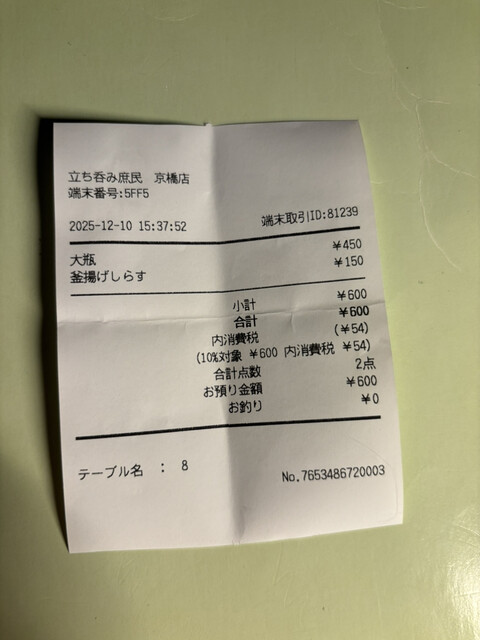 立ち呑み庶民　京橋店
端末番号:5FF5
2025-12-10 15:37:52 端末取引ID:81239
大瓶 ¥450
釜揚げしらす ¥150
小計 ¥600
合計 ¥600
内消費税 (¥54)
(10%対象 ¥600 内消費税 ¥54)
合計点数 2点
お預り金額 ¥600
お釣り ¥0
テーブル名 : 8
No.7653486720003